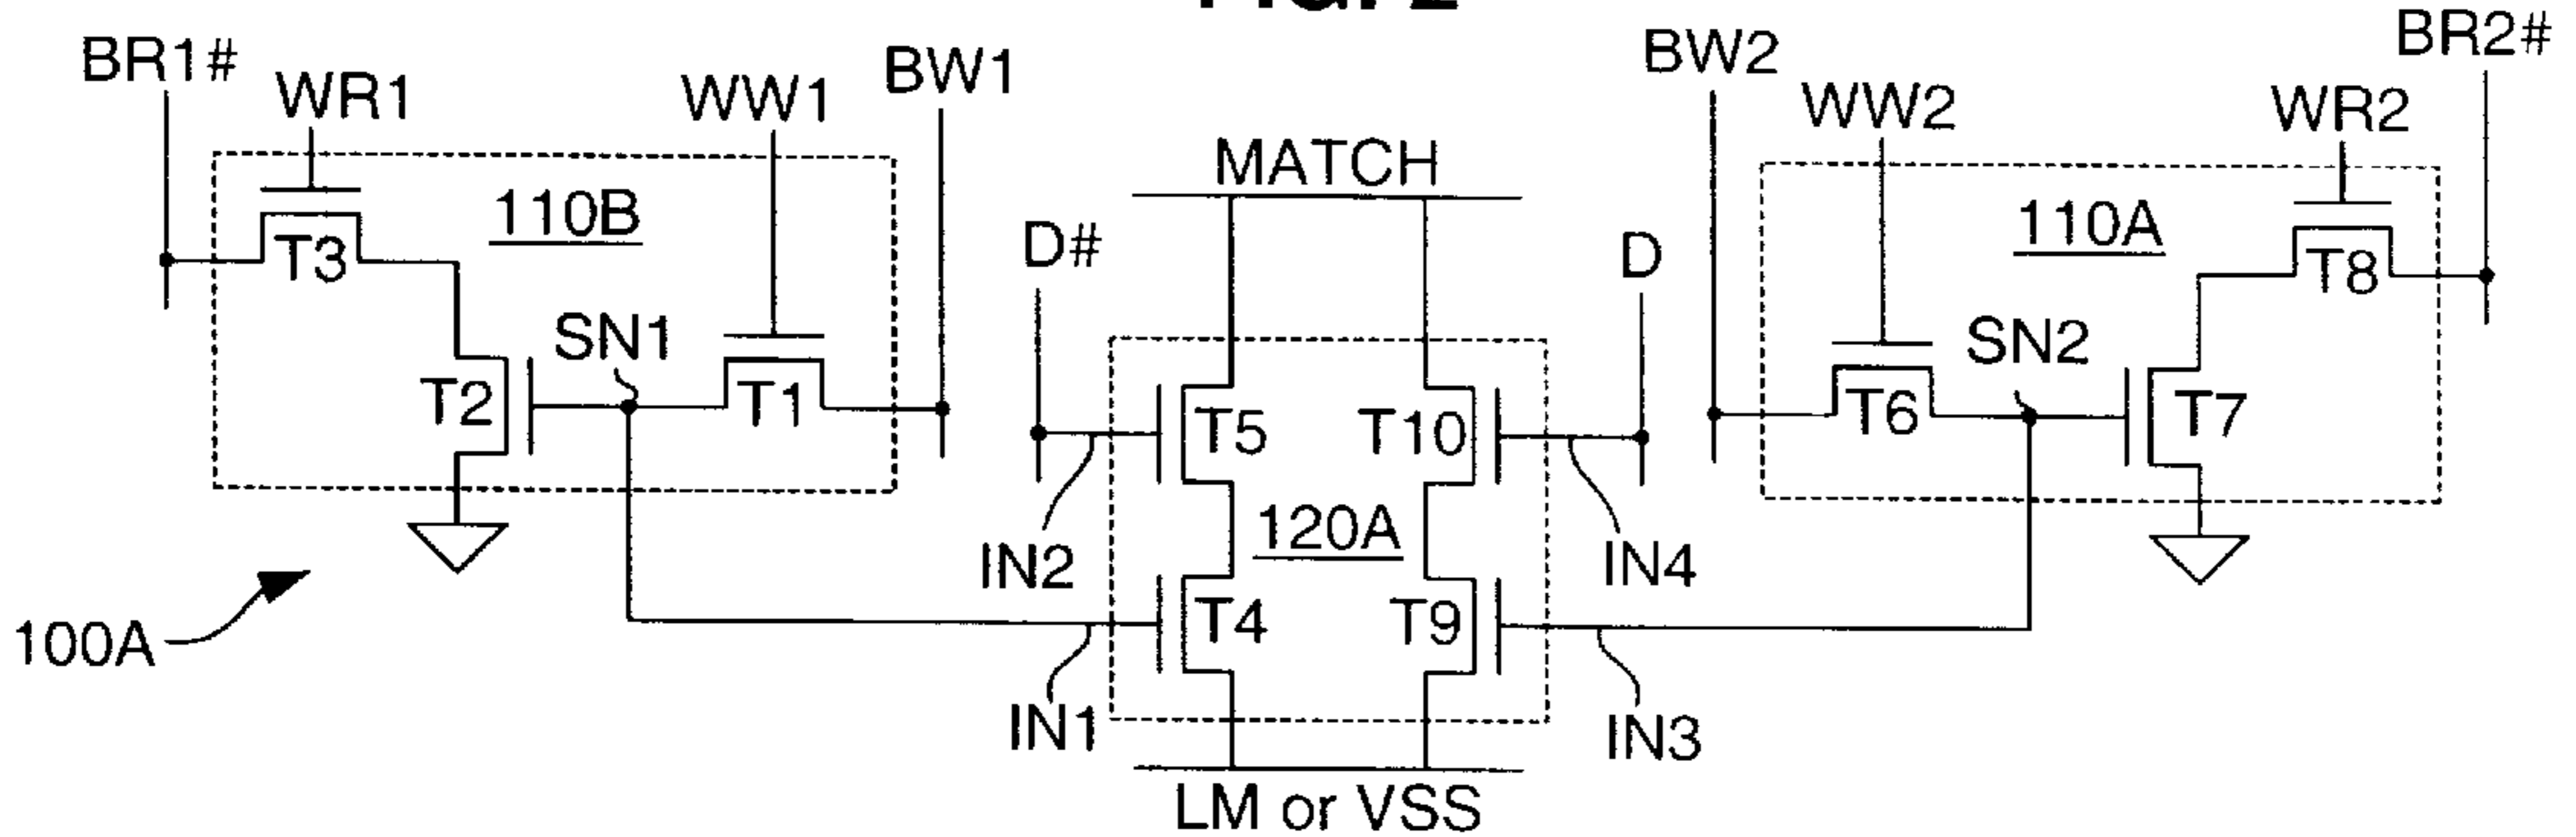 BR1#
WR1
WW1
BW1
BW2
WW2
WR2
BR2#
MATCH
110B
110A
D#
D
T3
T8
SN1
SN2
T2
T1
T5
T10
T6
T7
120A
IN2
IN4
T4
T9
100A
IN1
IN3
LM or VSS